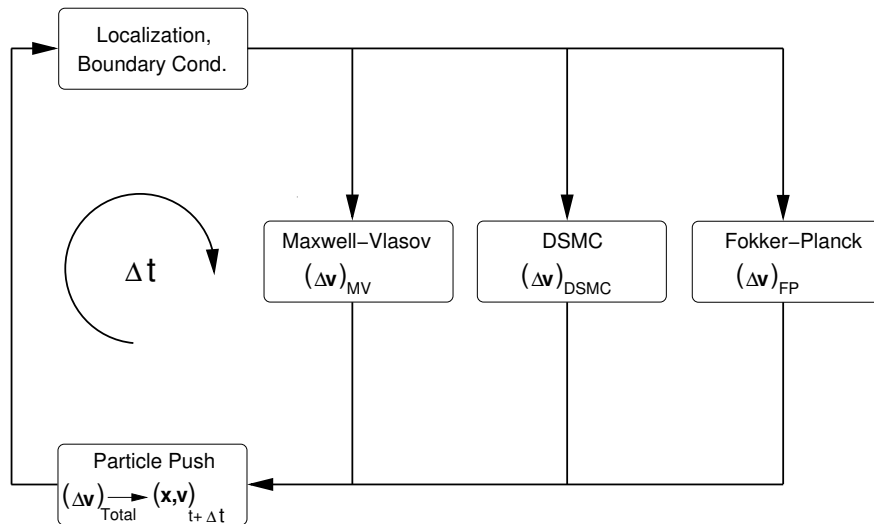 Localization,
Boundary Cond.
Maxwell−Vlasov
(Δv)MV
DSMC
(Δv)DSMC
Fokker−Planck
(Δv)FP
Δt
Particle Push
(Δv)Total → (x,v)t+Δt